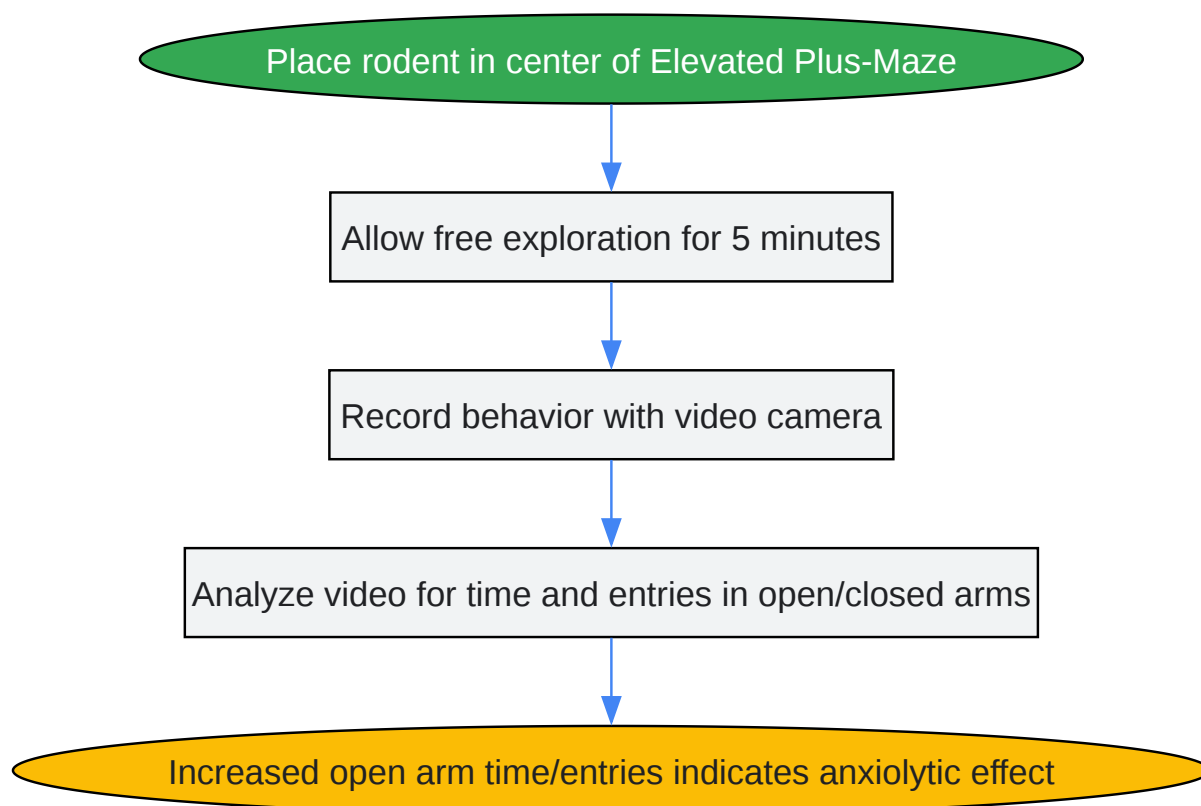 Place rodent in center of Elevated Plus-Maze
Allow free exploration for 5 minutes
Record behavior with video camera
Analyze video for time and entries in open/closed arms
Increased open arm time/entries indicates anxiolytic effect